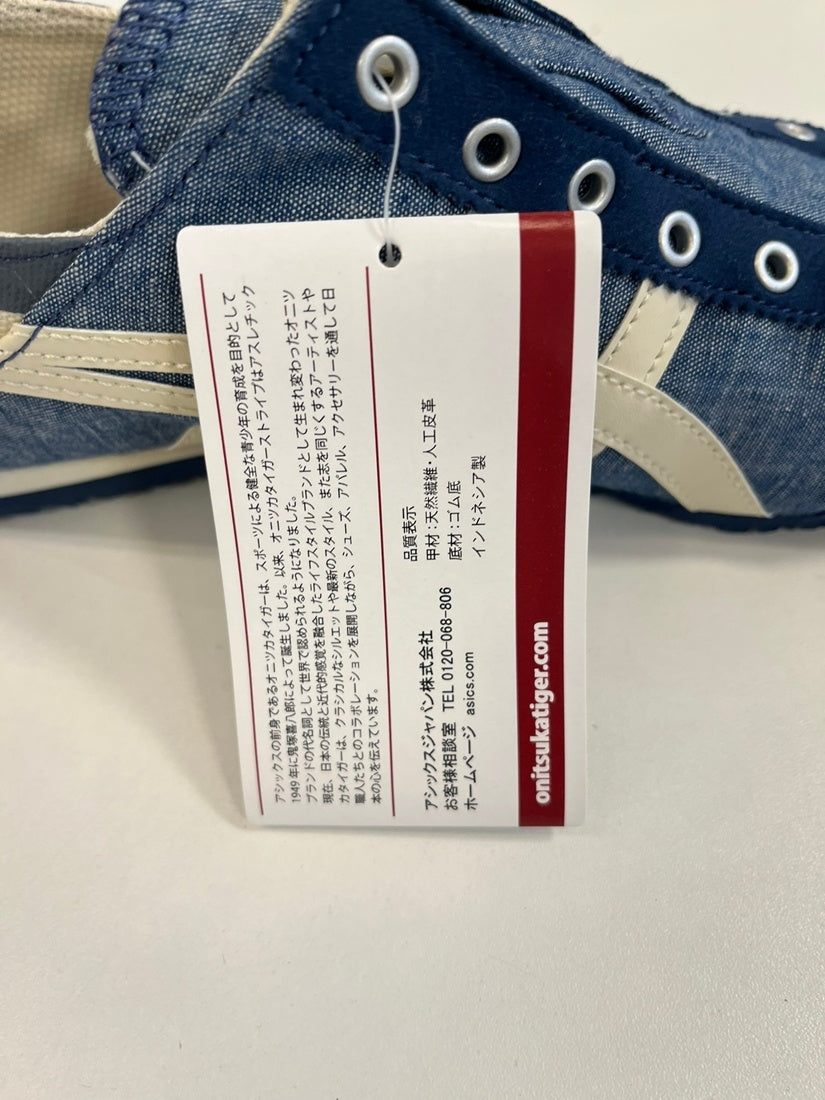 アシックスの前身であるオニツカタイガーは、スポーツによる健全な青少年の育成を目的として
1949年に鬼塚喜八郎によって誕生しました。以来、オニツカタイガーストライプはアスレチック
ブランドの代名詞として世界で認められるようになりました。
現在、日本の伝統と近代的感覚を融合したライフスタイルブランドとして生まれ変わったオニツ
カタイガーは、クラシカルなシルエットや最新のスタイル、また志を同じくするアーティストや
職人たちとのコラボレーションを展開しながら、シューズ、アパレル、アクセサリーを通して日
本の心を伝えています。
アシックスジャパン株式会社
お客様相談室 TEL 0120-068-806
ホームページ asics.com
品質表示
甲材:天然繊維・人工皮革
底材:ゴム底
インドネシア製
onitsukatiger.com